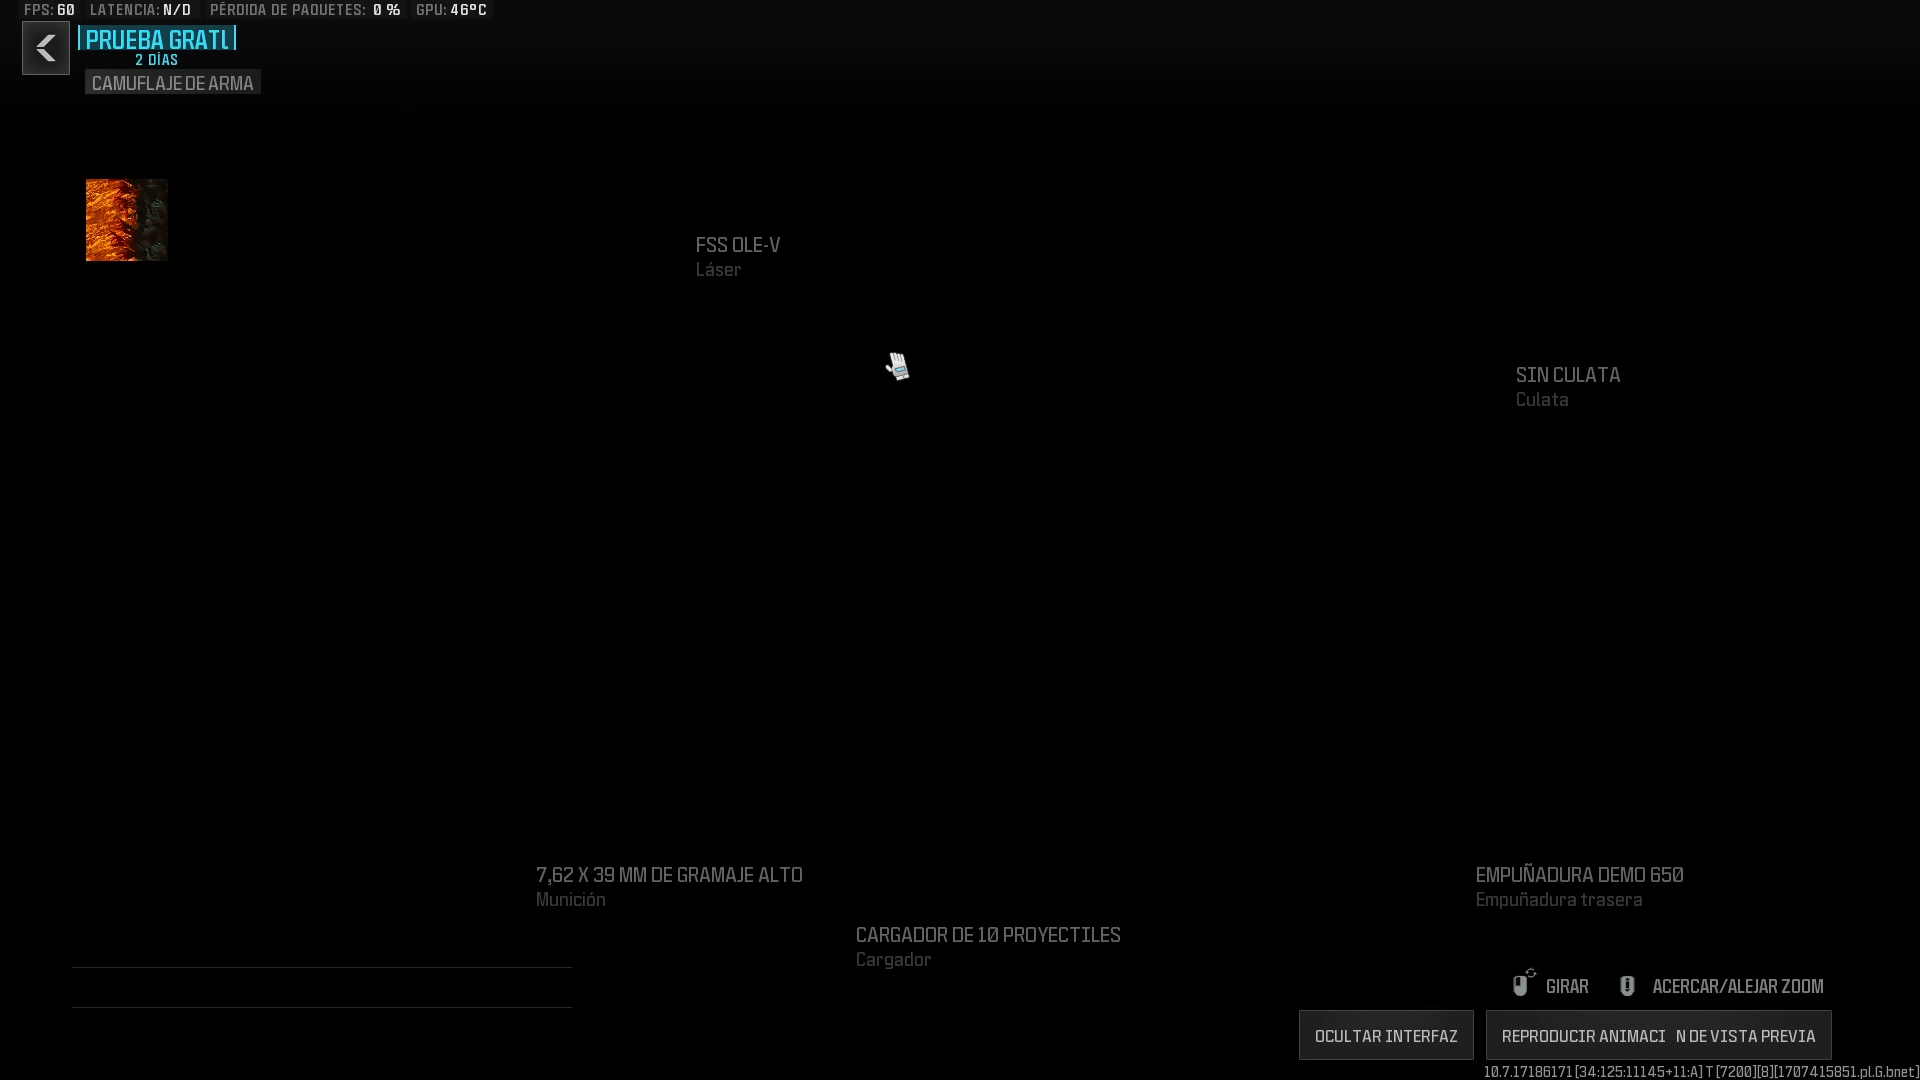 FPS: 60 LATENCIA: N/D PÉRDIDA DE PAQUETES: 0 % GPU: 46ºC
PRUEBA GRATU
2 DÍAS
CAMUFLAJE DE ARMA
FSS OLE-V
Láser
SIN CULATA
Culata
7,62 X 39 MM DE GRAMAJE ALTO
Munición
EMPUÑADURA DEMO 650
Empuñadura trasera
CARGADOR DE 10 PROYECTILES
Cargador
GIRAR ACERCAR/ALEJAR ZOOM
OCULTAR INTERFAZ REPRODUCIR ANIMACI N DE VISTA PREVIA
10.7.17186171 [34:125:11145+11:A] T [7200][8][1707415851.pl.G.bnet]